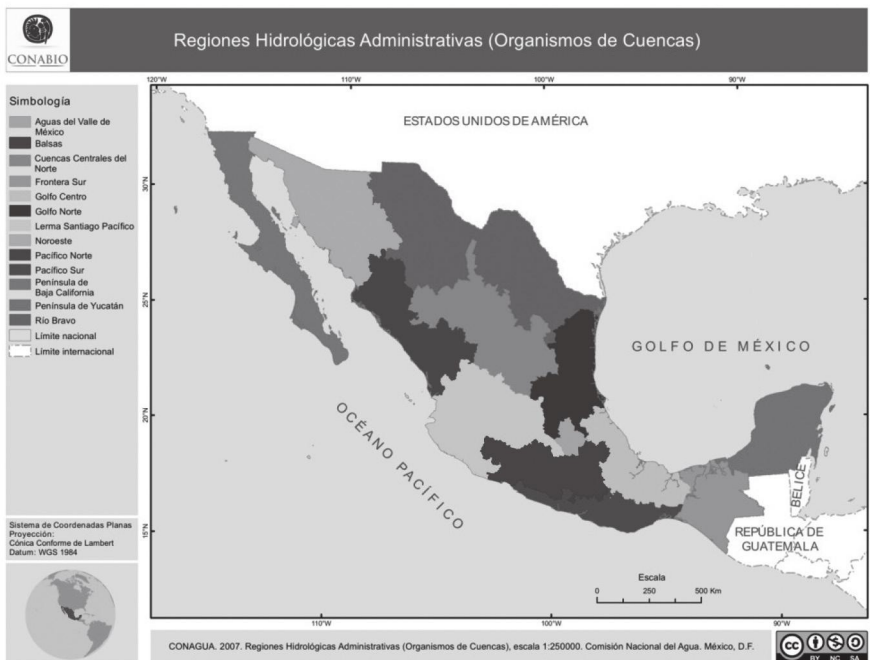 CONABIO
Regiones Hidrológicas Administrativas (Organismos de Cuencas)
Simbología
Aguas del Valle de
México
Balsas
Cuencas Centrales del
Norte
Frontera Sur
Golfo Centro
Golfo Norte
Lerma Santiago Pacífico
Noroeste
Pacífico Norte
Pacífico Sur
Península de
Baja California
Península de Yucatán
Río Bravo
Límite nacional
Límite internacional
Sistema de Coordenadas Planas
Proyección:
Cónica Conforme de Lambert
Datum: WGS 1984
120°W
110°W
100°W
90°W
30°N
25°N
20°N
15°N
ESTADOS UNIDOS DE AMÉRICA
GOLFO DE MÉXICO
OCÉANO PACÍFICO
BELICE
REPÚBLICA DE
GUATEMALA
Escala
0 250 500 Km
110°W
100°W
90°W
CONAGUA. 2007. Regiones Hidrológicas Administrativas (Organismos de Cuencas), escala 1:250000. Comisión Nacional del Agua. México, D.F.
cc
BY NC SA